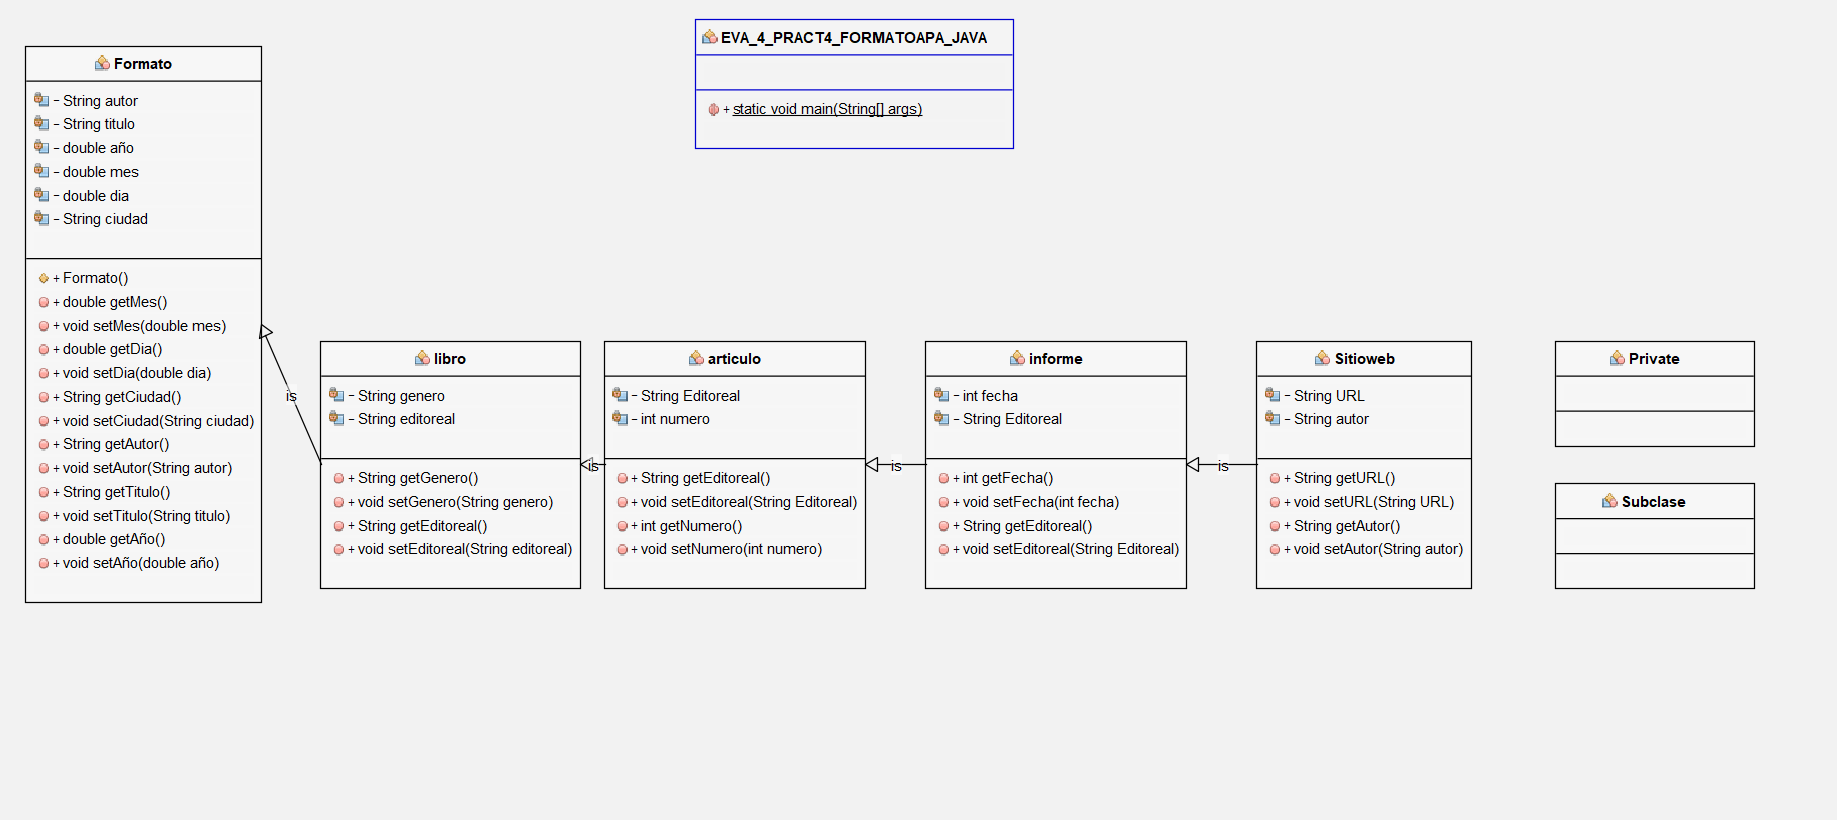 Formato
– String autor
– String titulo
– double año
– double mes
– double dia
– String ciudad
+ Formato()
+ double getMes()
+ void setMes(double mes)
+ double getDia()
+ void setDia(double dia)
+ String getCiudad()
+ void setCiudad(String ciudad)
+ String getAutor()
+ void setAutor(String autor)
+ String getTitulo()
+ void setTitulo(String titulo)
+ double getAño()
+ void setAño(double año)
EVA_4_PRACT4_FORMATOAPA_JAVA
+ static void main(String[] args)
is
libro
– String genero
– String editoreal
+ String getGenero()
+ void setGenero(String genero)
+ String getEditoreal()
+ void setEditoreal(String editoreal)
is
articulo
– String Editoreal
– int numero
+ String getEditoreal()
+ void setEditoreal(String Editoreal)
+ int getNumero()
+ void setNumero(int numero)
is
informe
– int fecha
– String Editoreal
+ int getFecha()
+ void setFecha(int fecha)
+ String getEditoreal()
+ void setEditoreal(String Editoreal)
is
Sitioweb
– String URL
– String autor
+ String getURL()
+ void setURL(String URL)
+ String getAutor()
+ void setAutor(String autor)
Private
Subclase